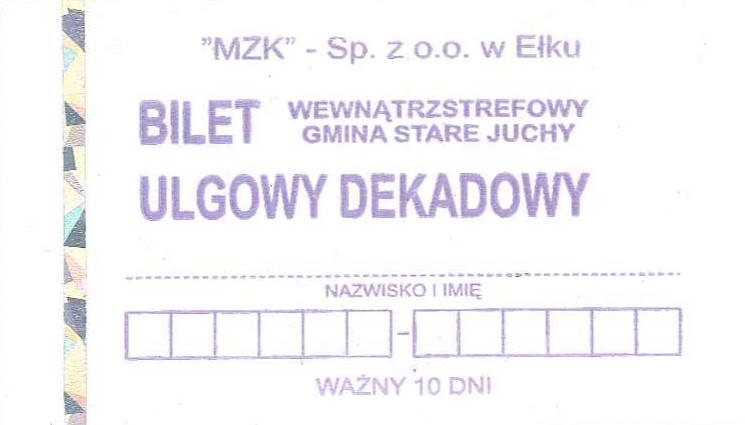 ”MZK” - Sp. z o.o. w Ełku
BILET WEWNĄTRZSTREFOWY
GMINA STARE JUCHY
ULGOWY DEKADOWY
NAZWISKO I IMIĘ
-
WAŻNY 10 DNI